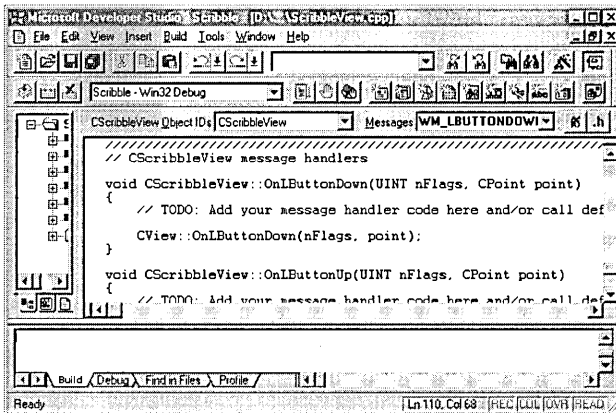 Microsoft Developer Studio - Scribble - [D:\...\ScribbleView.cpp]
File Edit View Insert Build Tools Window Help
Scribble - Win32 Debug
CScribbleView Object IDs CScribbleView Messages WM_LBUTTONDOWN .h
// CScribbleView message handlers
void CScribbleView::OnLButtonDown(UINT nFlags, CPoint point)
{
// TODO: Add your message handler code here and/or call def
CView::OnLButtonDown(nFlags, point);
}
void CScribbleView::OnLButtonUp(UINT nFlags, CPoint point)
{
// TODO: Add your message handler code here and/or call def
Build Debug Find in Files Profile
Ready Ln 110, Col 68 REC COL OVR READ